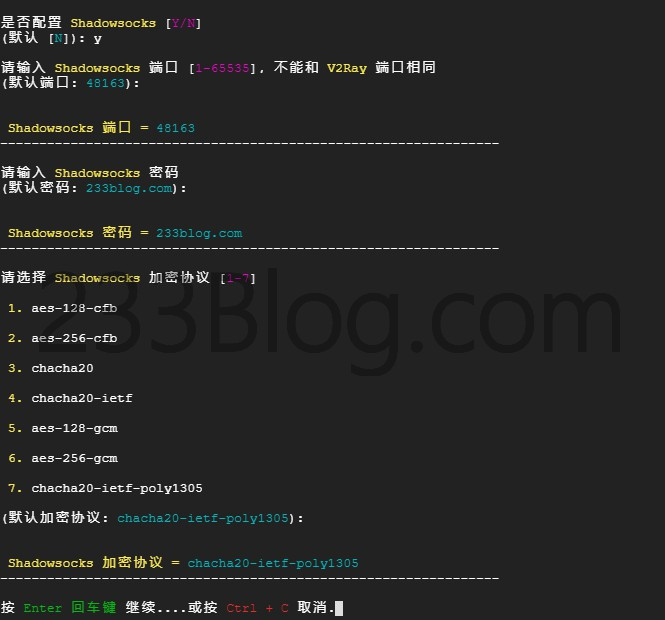 是否配置 Shadowsocks [Y/N]
(默认 [N]): y
请输入 Shadowsocks 端口 [1-65535], 不能和 V2Ray 端口相同
(默认端口: 48163):
Shadowsocks 端口 = 48163
----------------------------------------------------------------
请输入 Shadowsocks 密码
(默认密码: 233blog.com):
Shadowsocks 密码 = 233blog.com
----------------------------------------------------------------
请选择 Shadowsocks 加密协议 [1-7]
1. aes-128-cfb
2. aes-256-cfb
233Blog.com
3. chacha20
4. chacha20-ietf
5. aes-128-gcm
6. aes-256-gcm
7. chacha20-ietf-poly1305
(默认加密协议: chacha20-ietf-poly1305):
Shadowsocks 加密协议 = chacha20-ietf-poly1305
----------------------------------------------------------------
按 Enter 回车键 继续....或按 Ctrl + C 取消.